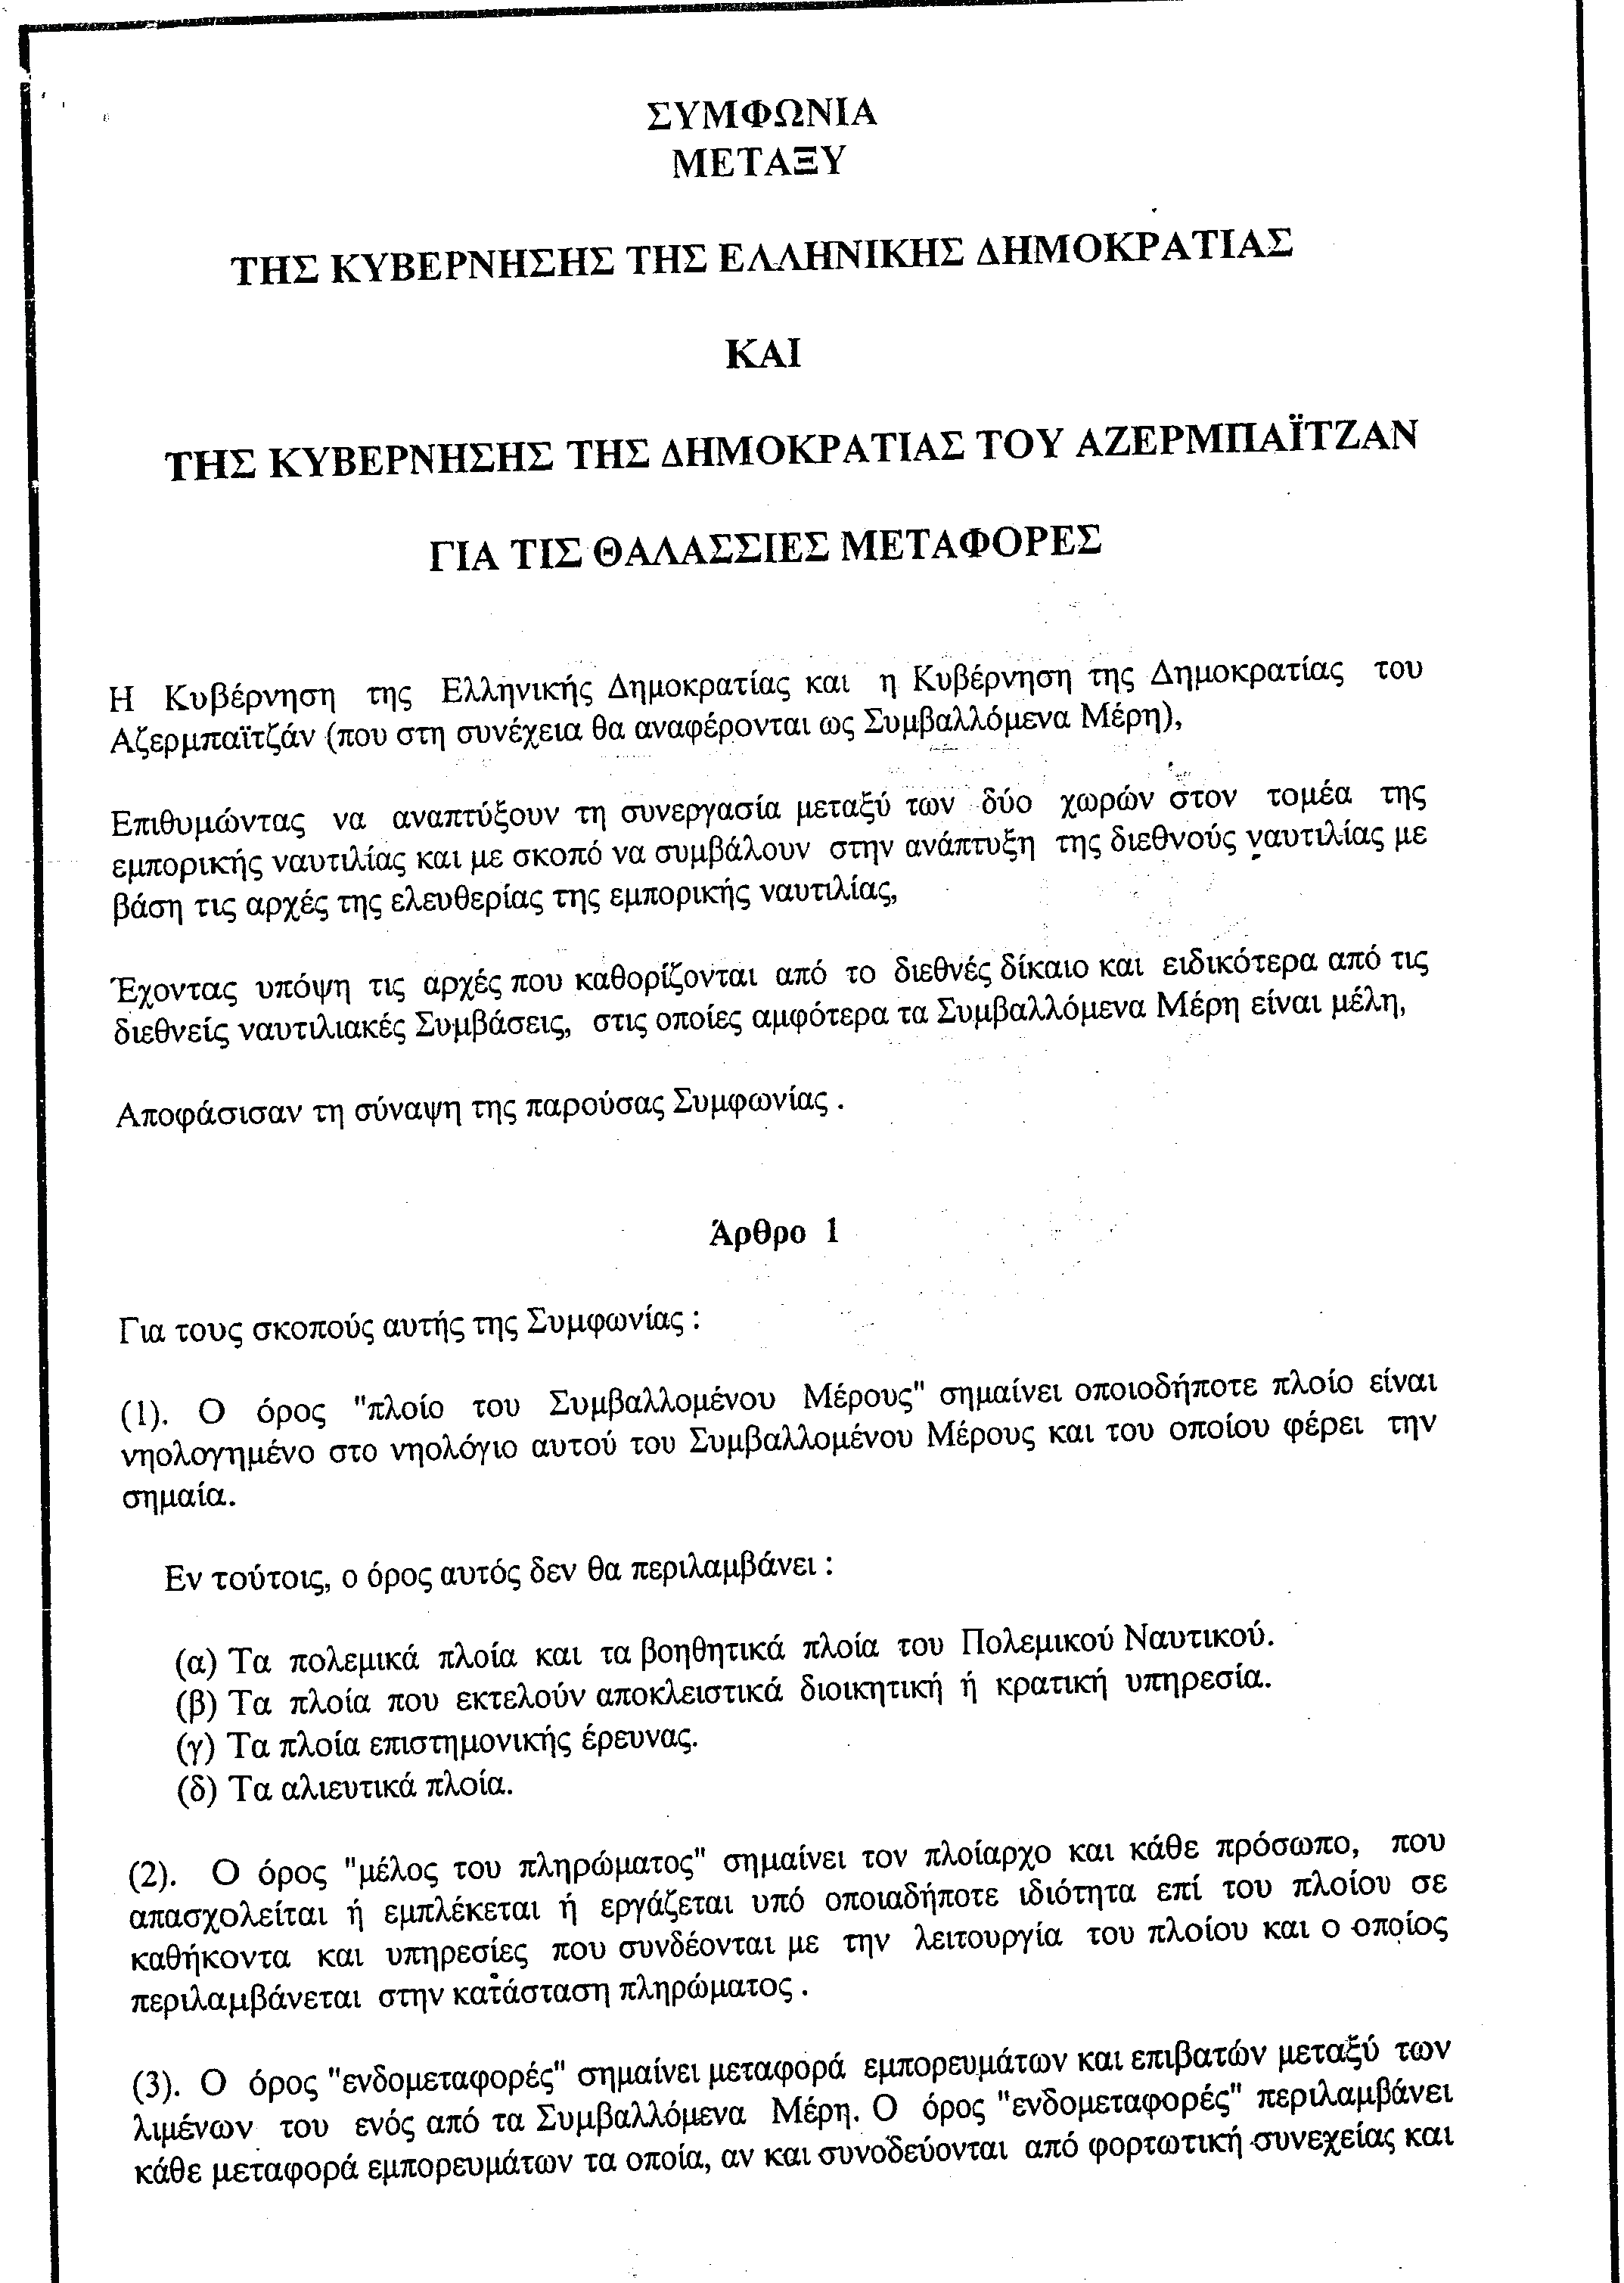 ΣΥΜΦΩΝΙΑ
ΜΕΤΑΞΥ
ΤΗΣ ΚΥΒΕΡΝΗΣΗΣ ΤΗΣ ΕΛΛΗΝΙΚΗΣ ΔΗΜΟΚΡΑΤΙΑΣ
ΚΑΙ
ΤΗΣ ΚΥΒΕΡΝΗΣΗΣ ΤΗΣ ΔΗΜΟΚΡΑΤΙΑΣ ΤΟΥ ΑΖΕΡΜΠΑΪΤΖΑΝ
ΓΙΑ ΤΙΣ ΘΑΛΑΣΣΙΕΣ ΜΕΤΑΦΟΡΕΣ
Η Κυβέρνηση της Ελληνικής Δημοκρατίας και η Κυβέρνηση της Δημοκρατίας του
Αζερμπαϊτζάν (που στη συνέχεια θα αναφέρονται ως Συμβαλλόμενα Μέρη),
Επιθυμώντας να αναπτύξουν τη συνεργασία μεταξύ των δύο χωρών στον τομέα της
εμπορικής ναυτιλίας και με σκοπό να συμβάλουν στην ανάπτυξη της διεθνούς ναυτιλίας με
βάση τις αρχές της ελευθερίας της εμπορικής ναυτιλίας,
Έχοντας υπόψη τις αρχές που καθορίζονται από το διεθνές δίκαιο και ειδικότερα από τις
διεθνείς ναυτιλιακές Συμβάσεις, στις οποίες αμφότερα τα Συμβαλλόμενα Μέρη είναι μέλη,
Αποφάσισαν τη σύναψη της παρούσας Συμφωνίας .
Άρθρο 1
Για τους σκοπούς αυτής της Συμφωνίας :
(1). Ο όρος "πλοίο του Συμβαλλομένου Μέρους" σημαίνει οποιοδήποτε πλοίο είναι
νηολογημένο στο νηολόγιο αυτού του Συμβαλλομένου Μέρους και του οποίου φέρει την
σημαία.
Εν τούτοις, ο όρος αυτός δεν θα περιλαμβάνει :
(α) Τα πολεμικά πλοία και τα βοηθητικά πλοία του Πολεμικού Ναυτικού.
(β) Τα πλοία που εκτελούν αποκλειστικά διοικητική ή κρατική υπηρεσία.
(γ) Τα πλοία επιστημονικής έρευνας.
(δ) Τα αλιευτικά πλοία.
(2). Ο όρος "μέλος του πληρώματος" σημαίνει τον πλοίαρχο και κάθε πρόσωπο, που
απασχολείται ή εμπλέκεται ή εργάζεται υπό οποιαδήποτε ιδιότητα επί του πλοίου σε
καθήκοντα και υπηρεσίες που συνδέονται με την λειτουργία του πλοίου και ο οποίος
περιλαμβάνεται στην κατάσταση πληρώματος .
(3). Ο όρος "ενδομεταφορές" σημαίνει μεταφορά εμπορευμάτων και επιβατών μεταξύ των
λιμένων του ενός από τα Συμβαλλόμενα Μέρη. Ο όρος "ενδομεταφορές" περιλαμβάνει
κάθε μεταφορά εμπορευμάτων τα οποία, αν και συνοδεύονται από φορτωτική συνεχείας και